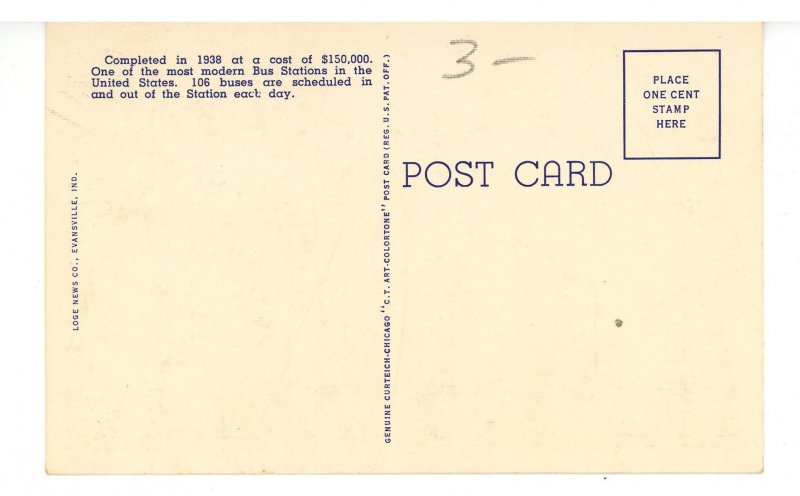 Completed in 1938 at a cost of $150,000.
One of the most modern Bus Stations in the
United States. 106 buses are scheduled in
and out of the Station each day.
LOGE NEWS CO., EVANSVILLE, IND.
GENUINE CURTEICH-CHICAGO "C.T. ART-COLORTONE" POST CARD (REG. U.S. PAT. OFF.)
3-
POST CARD
PLACE
ONE CENT
STAMP
HERE